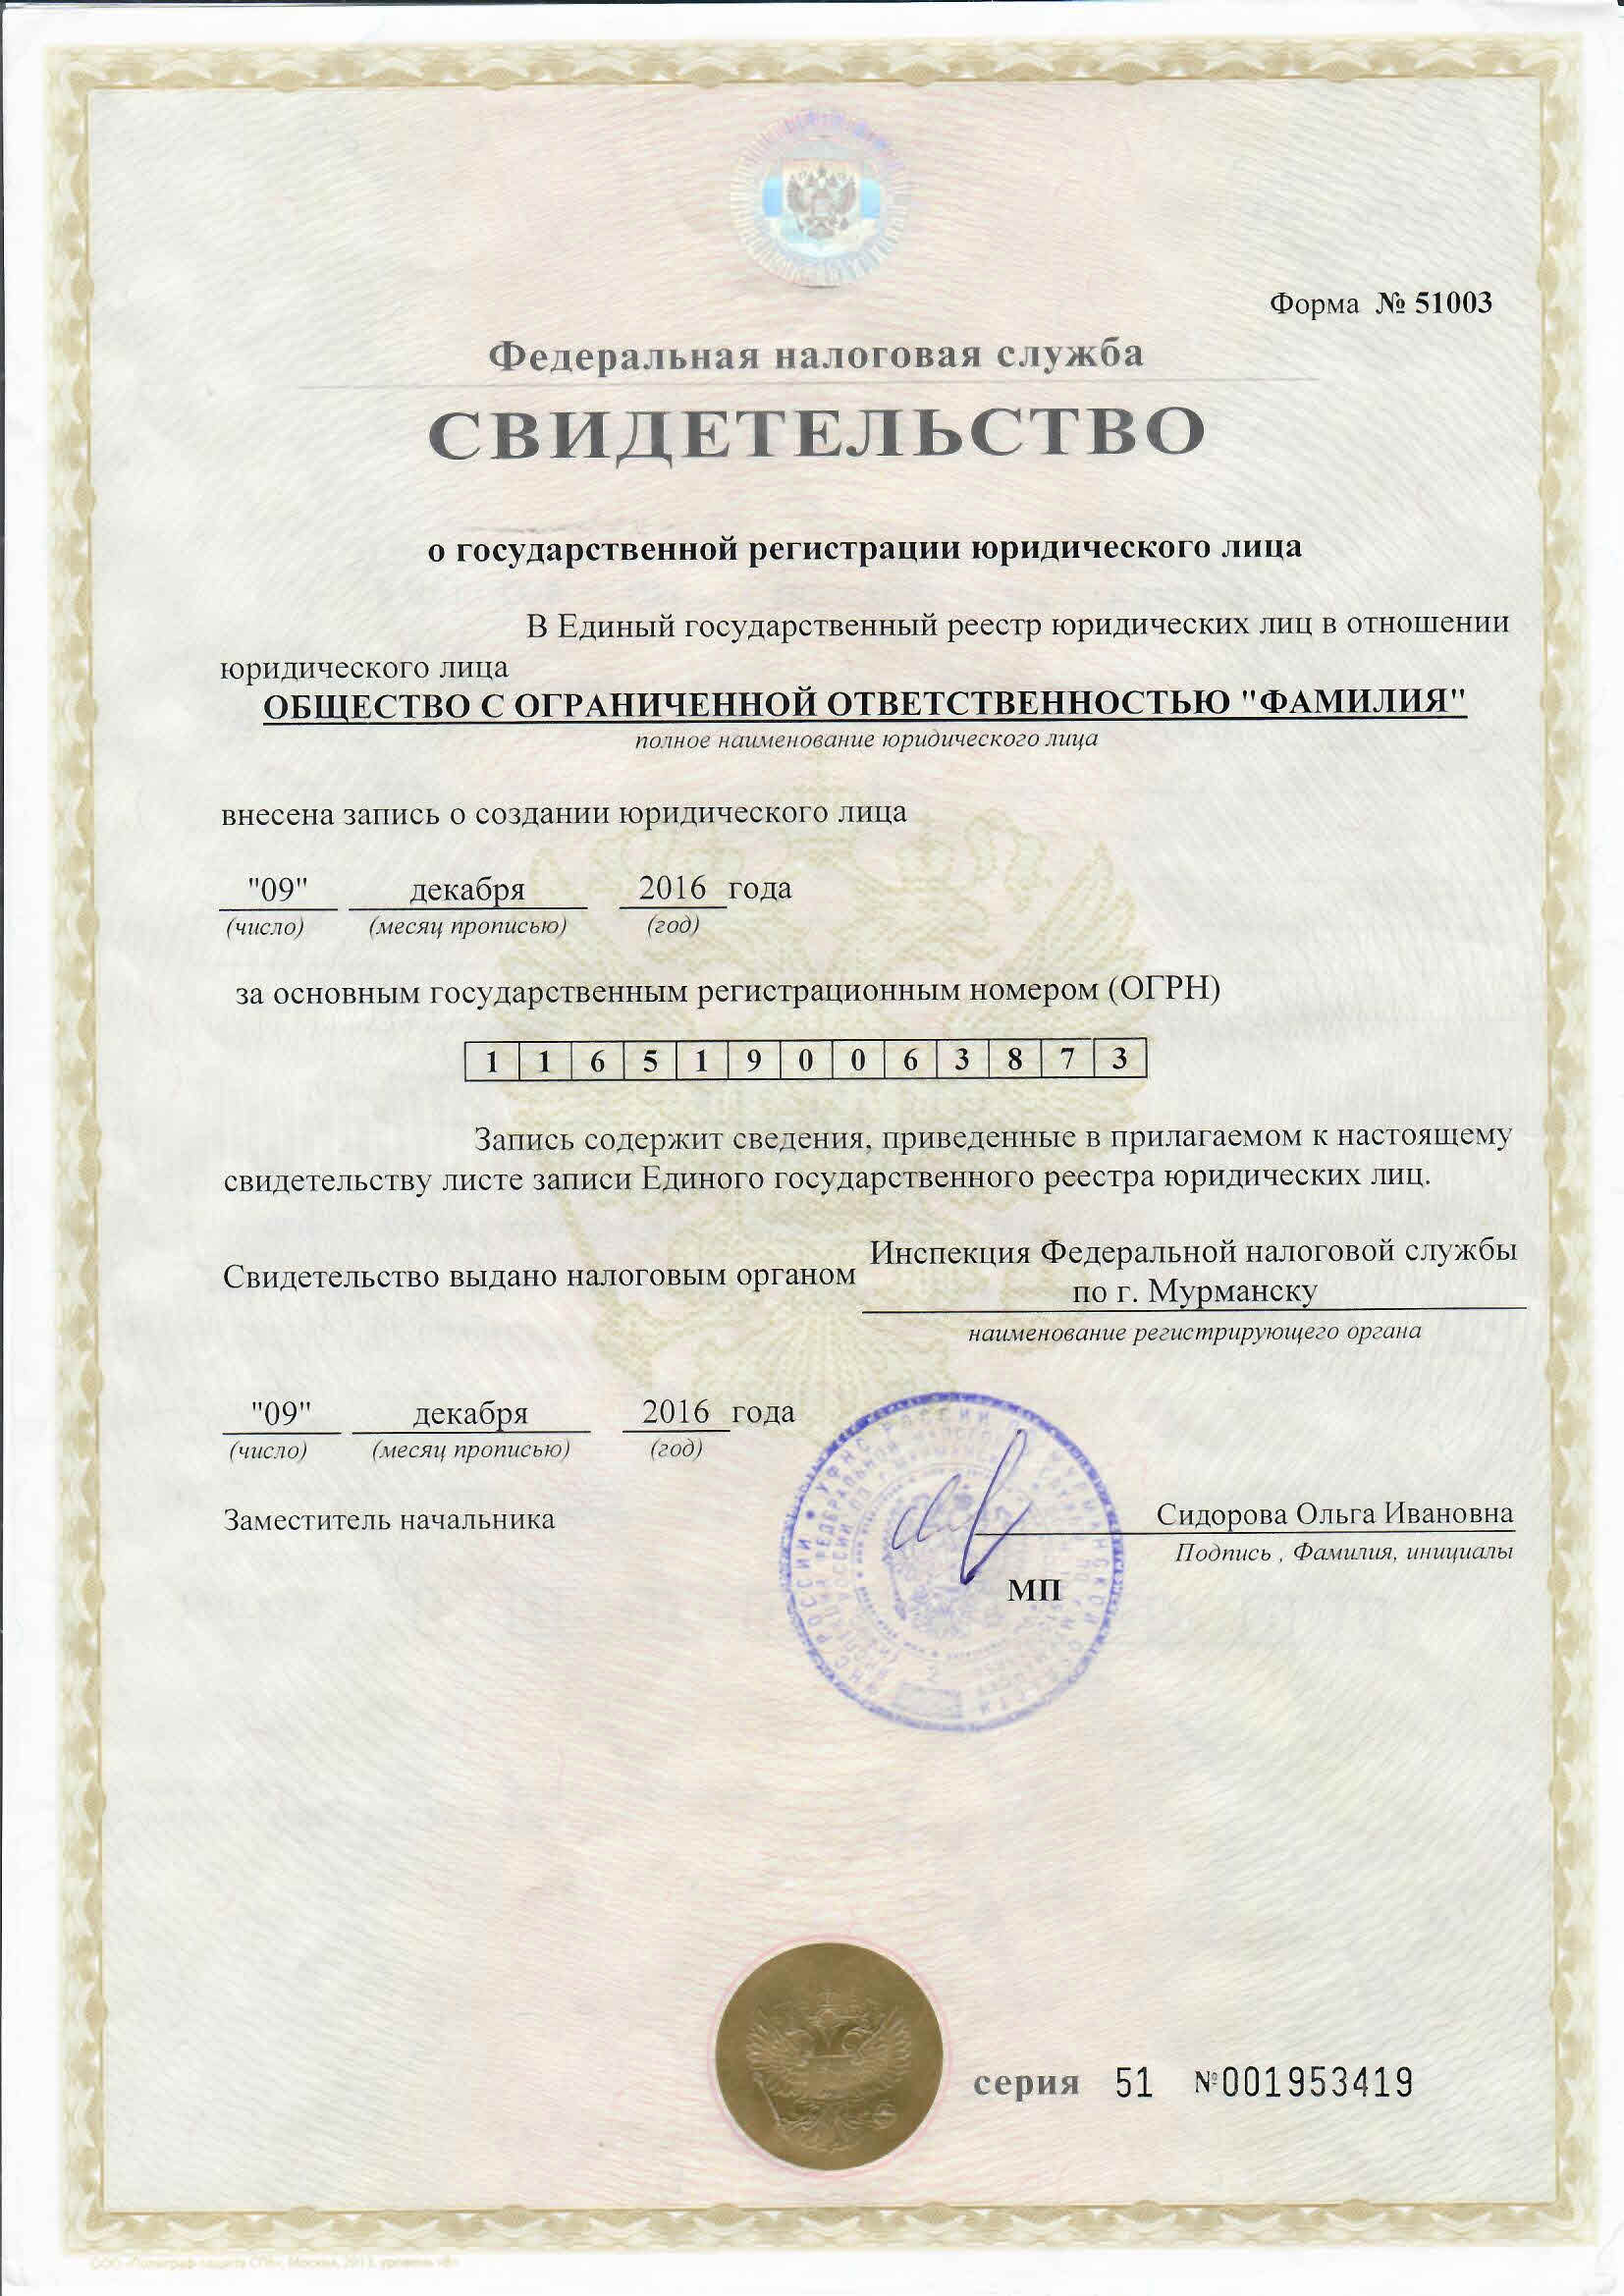 Форма № 51003
Федеральная налоговая служба
СВИДЕТЕЛЬСТВО
о государственной регистрации юридического лица
В Единый государственный реестр юридических лиц в отношении
юридического лица
ОБЩЕСТВО С ОГРАНИЧЕННОЙ ОТВЕТСТВЕННОСТЬЮ "ФАМИЛИЯ"
полное наименование юридического лица
внесена запись о создании юридического лица
"09" декабря 2016 года
(число) (месяц прописью) (год)
за основным государственным регистрационным номером (ОГРН)
1 1 6 5 1 9 0 0 6 3 8 7 3
Запись содержит сведения, приведенные в прилагаемом к настоящему
свидетельству листе записи Единого государственного реестра юридических лиц.
Свидетельство выдано налоговым органом Инспекция Федеральной налоговой службы
по г. Мурманску
наименование регистрирующего органа
"09" декабря 2016 года
(число) (месяц прописью) (год)
Заместитель начальника Сидорова Ольга Ивановна
Подпись , Фамилия, инициалы
МП
серия 51 №001953419